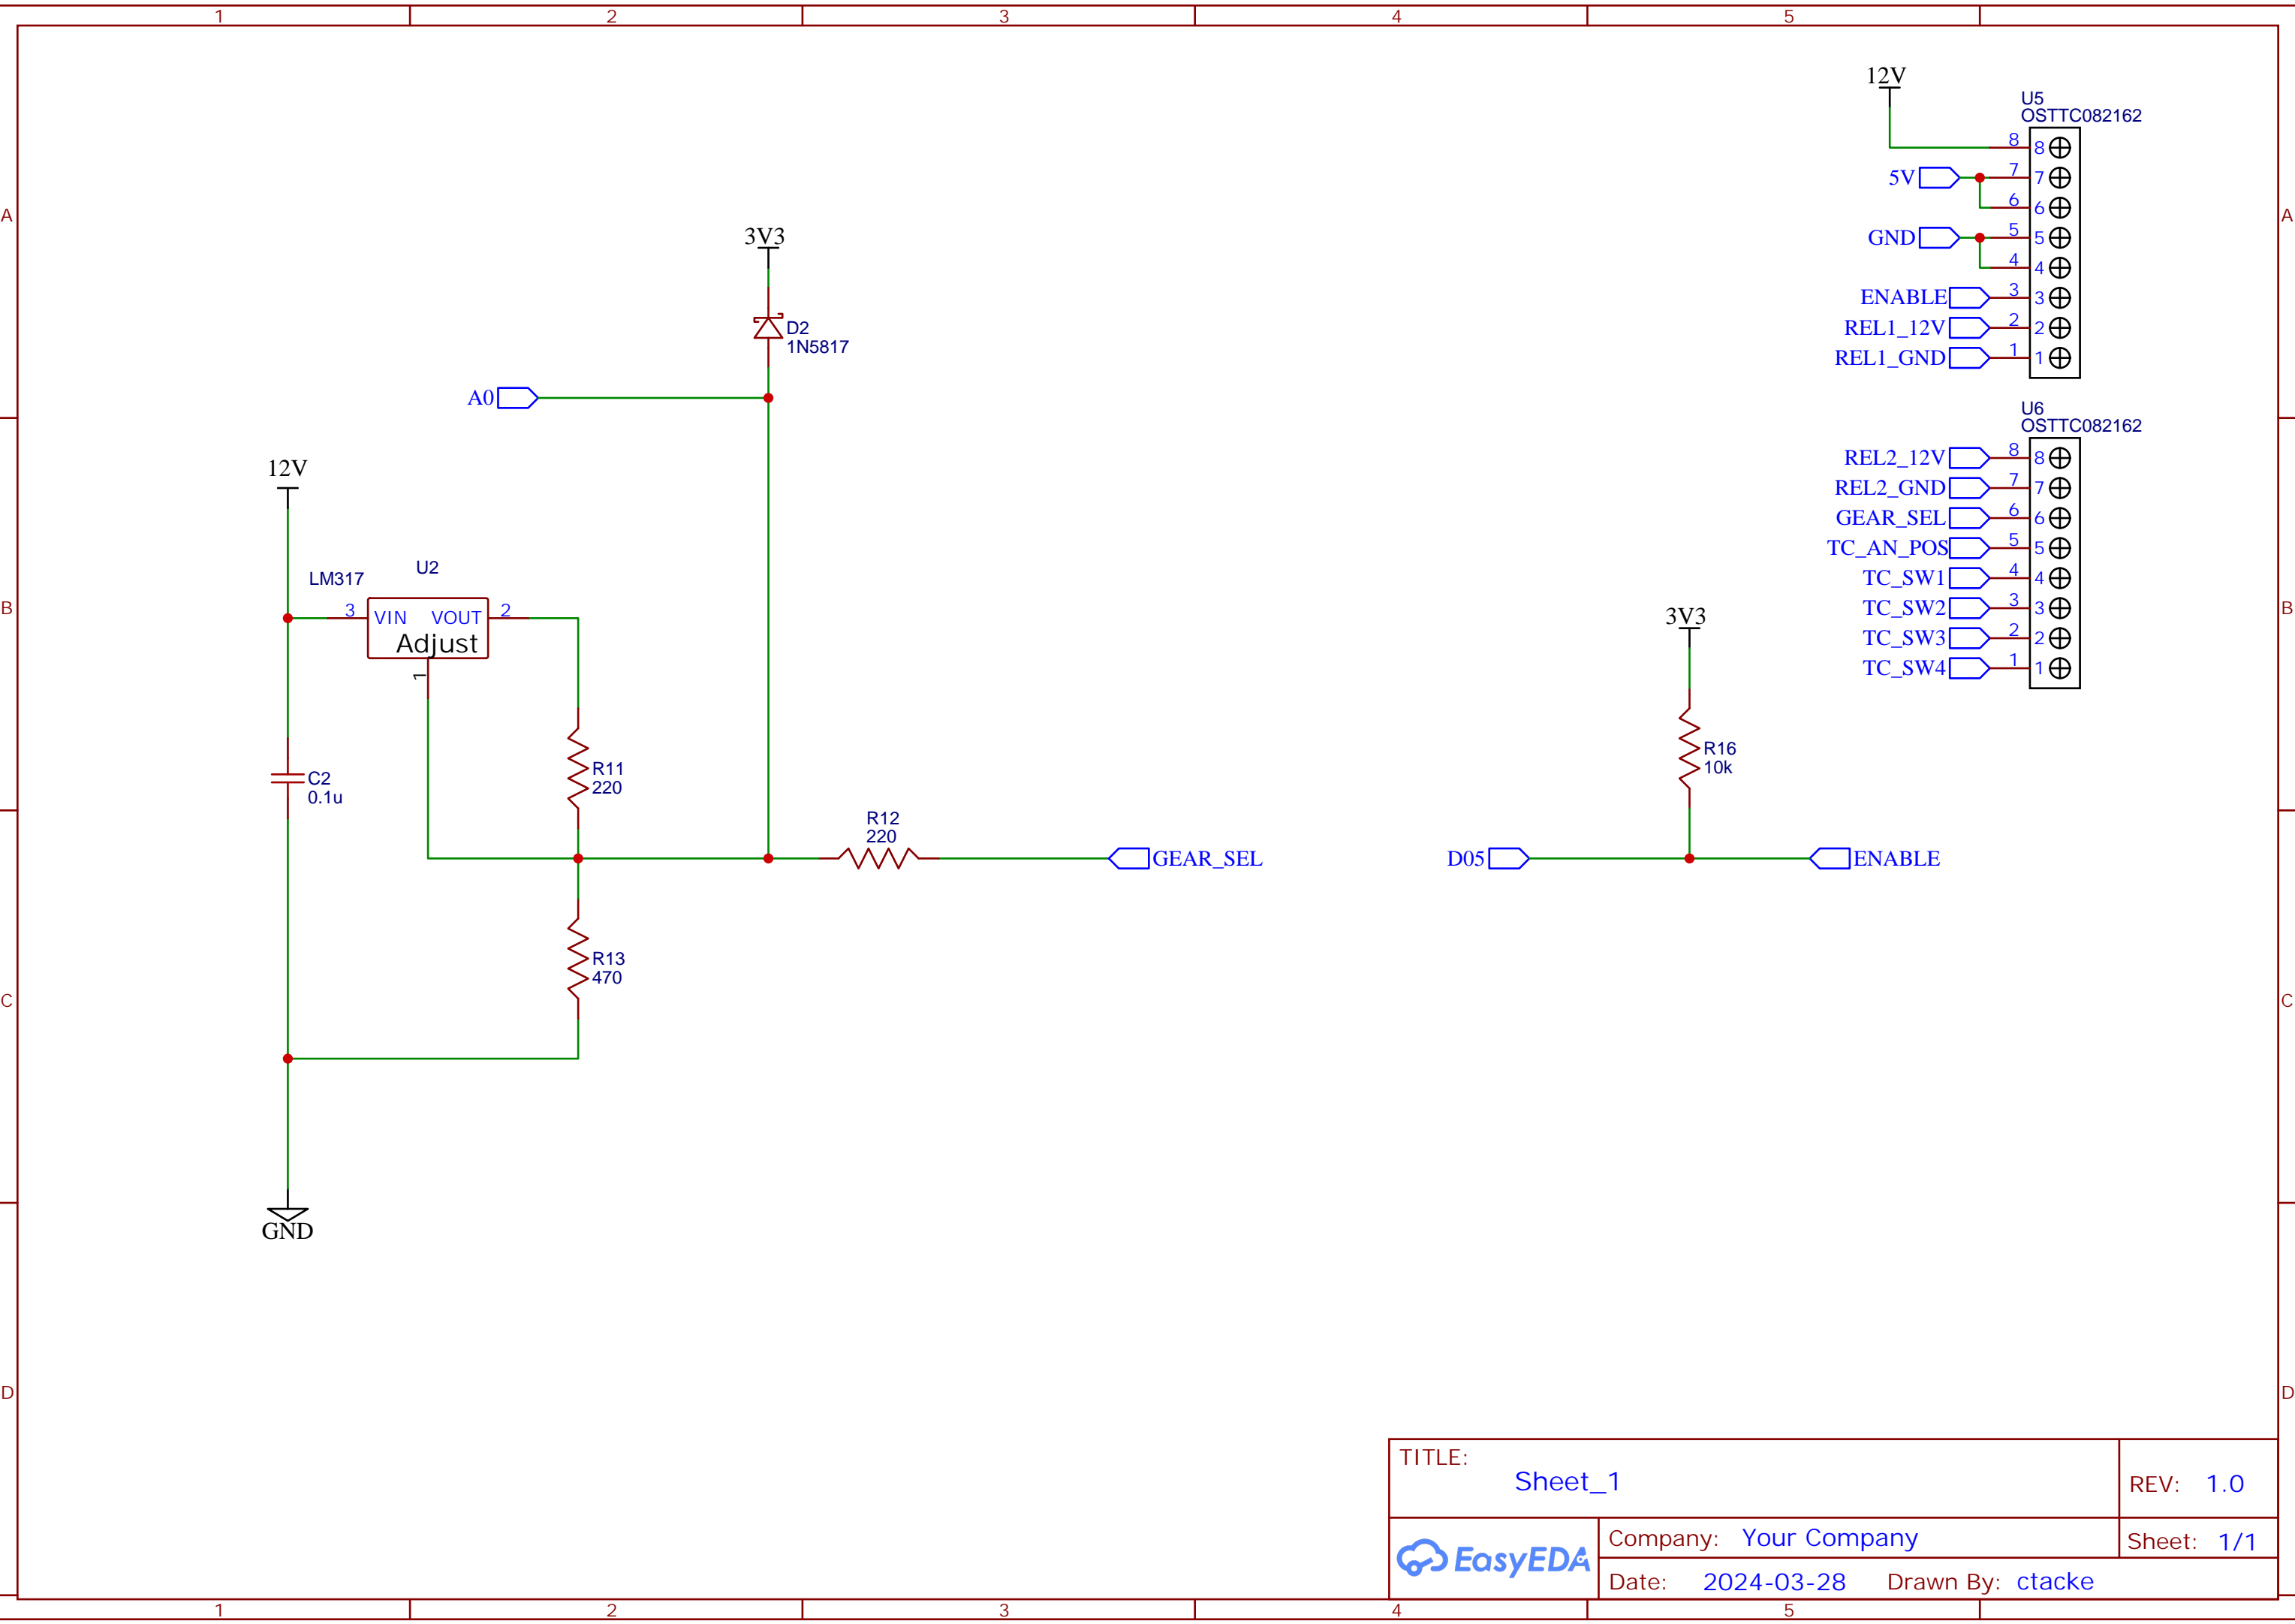 1 2 3 4 5
A A
B B
C C
D D
12V
U5
OSTTC082162
8 8
5V 7 7
6 6
GND 5 5
4 4
ENABLE 3 3
REL1_12V 2 2
REL1_GND 1 1
U6
OSTTC082162
REL2_12V 8 8
REL2_GND 7 7
GEAR_SEL 6 6
TC_AN_POS 5 5
TC_SW1 4 4
TC_SW2 3 3
TC_SW3 2 2
TC_SW4 1 1
3V3
D2
1N5817
A0
12V
LM317
U2
3 VIN VOUT 2
Adjust
1
C2
0.1u
R11
220
R12
220
GEAR_SEL
R13
470
GND
3V3
R16
10k
D05
ENABLE
TITLE:
Sheet_1
REV: 1.0
EasyEDA
Company: Your Company
Sheet: 1/1
Date: 2024-03-28 Drawn By: ctacke
1 2 3 4 5